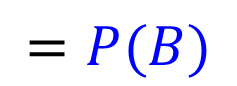 = P(B)